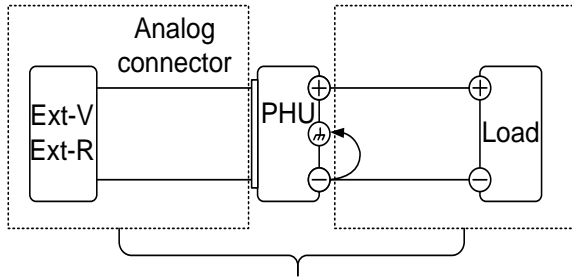 Analog
connector
Ext-V
Ext-R
PHU
Load